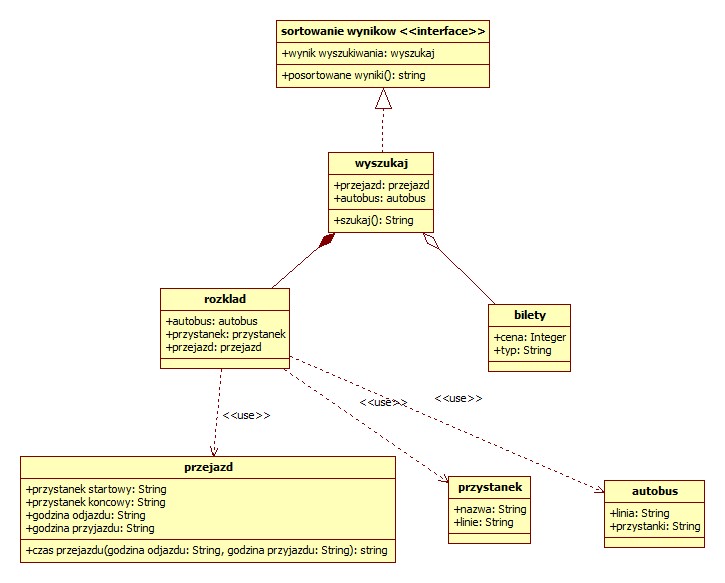 sortowanie wynikow <<interface>>
+wynik wyszukiwania: wyszukaj
+posortowane wyniki(): string
wyszukaj
+przejazd: przejazd
+autobus: autobus
+szukaj(): String
rozklad
+autobus: autobus
+przystanek: przystanek
+przejazd: przejazd
bilety
+cena: Integer
+typ: String
<<use>>
<<use>>
<<use>>
przejazd
+przystanek startowy: String
+przystanek koncowy: String
+godzina odjazdu: String
+godzina przyjazdu: String
+czas przejazdu(godzina odjazdu: String, godzina przyjazdu: String): string
przystanek
+nazwa: String
+linie: String
autobus
+linia: String
+przystanki: String